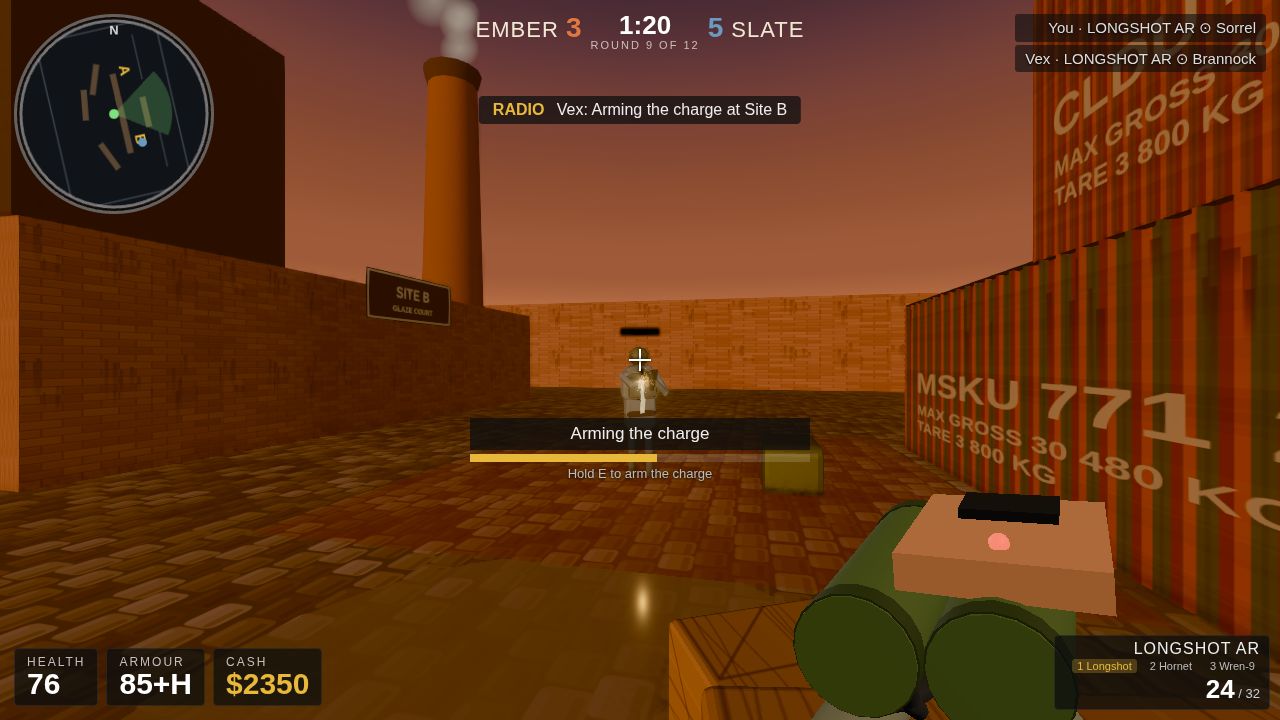 N
A
B
EMBER 3
1:20
5 SLATE
ROUND 9 OF 12
You · LONGSHOT AR ⊙ Sorrel
Vex · LONGSHOT AR ⊙ Brannock
RADIO Vex: Arming the charge at Site B
MAX GROSS
TARE 3 800 KG
SITE B
GLAZE COURT
MSKU 771
MAX GROSS 30 480 KG
TARE 3 800 KG
Arming the charge
Hold E to arm the charge
HEALTH
76
ARMOUR
85+H
CASH
$2350
LONGSHOT AR
1 Longshot 2 Hornet 3 Wren-9
24 / 32